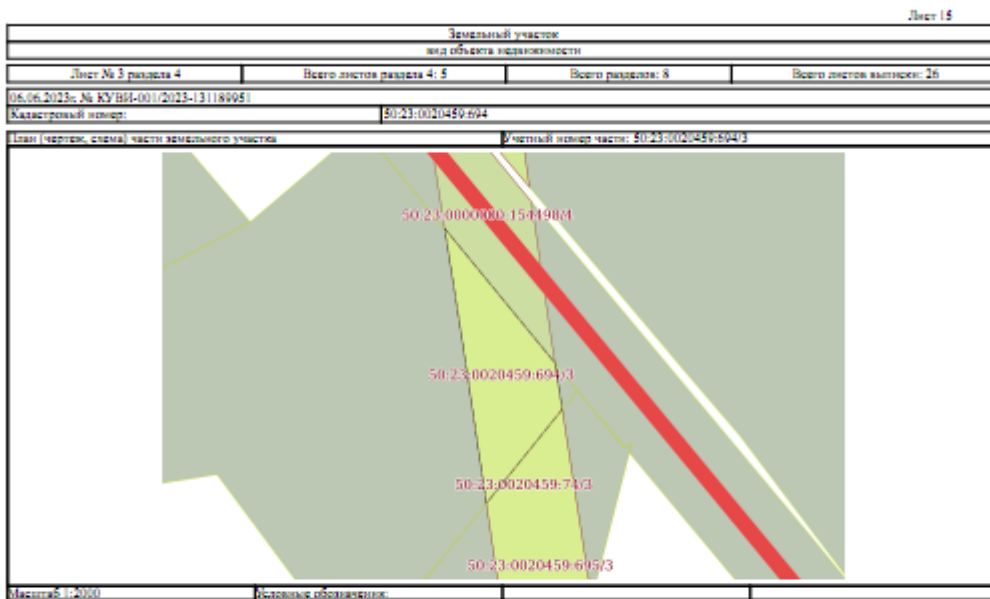 Лист 15
Земельный участок
вид объекта недвижимости
Лист № 3 раздела 4 Всего листов раздела 4: 5 Всего разделов: 8 Всего листов выписки: 26
06.06.2023г. № КУВИ-001/2023-131189951
Кадастровый номер: 50:23:0020459:694
План (чертеж, схема) части земельного участка Учетный номер части: 50:23:0020459:694/3
50:23:0000000:154498/4
50:23:0020459:694/3
50:23:0020459:74/3
50:23:0020459:695/3
Масштаб 1:2000 Условные обозначения: